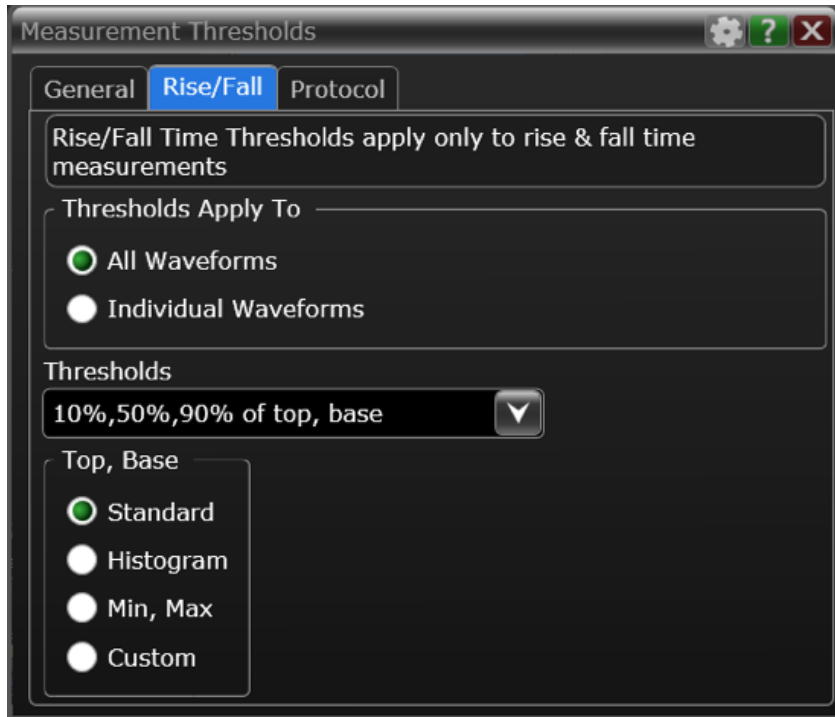 Measurement Thresholds
?
X
General
Rise/Fall
Protocol
Rise/Fall Time Thresholds apply only to rise & fall time
measurements
Thresholds Apply To
All Waveforms
Individual Waveforms
Thresholds
10%,50%,90% of top, base
Top, Base
Standard
Histogram
Min, Max
Custom